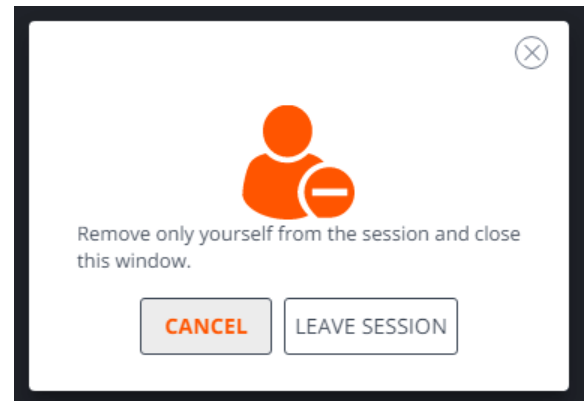 Remove only yourself from the session and close
this window.
CANCEL
LEAVE SESSION